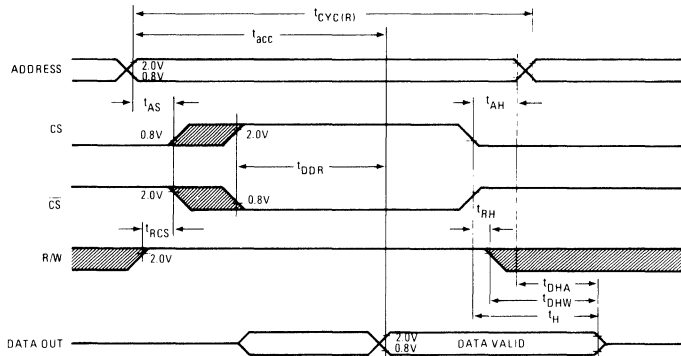 tCYC(R)
tacc
ADDRESS 2.0V
0.8V
tAS tAH
CS 0.8V 2.0V
tDDR
CS 2.0V 0.8V
tRCS tRH
R/W 2.0V
tDHA
tDHW
tH
DATA OUT 2.0V DATA VALID
0.8V